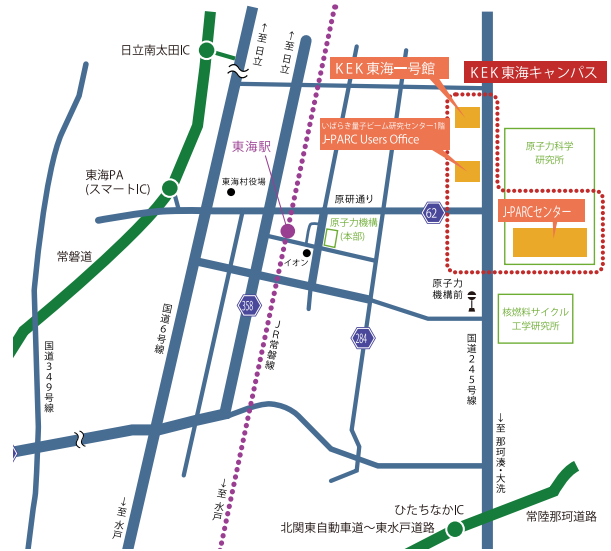 日立南太田IC
↑至 日立
↑至 日立
KEK東海一号館
KEK東海キャンパス
いばらき量子ビーム研究センター1階
J-PARC Users Office
東海駅
原子力科学
研究所
東海PA
(スマートIC)
東海村役場
原研通り
62
J-PARCセンター
原子力機構
(本部)
イオン
常磐道
原子力
機構前
国道6号線
358
JR常磐線
284
国道349号線
国道245号線
核燃料サイクル
工学研究所
↓至 那珂湊・大洗
↓至 水戸
↓至 水戸
ひたちなかIC
北関東自動車道〜東水戸道路
常陸那珂道路